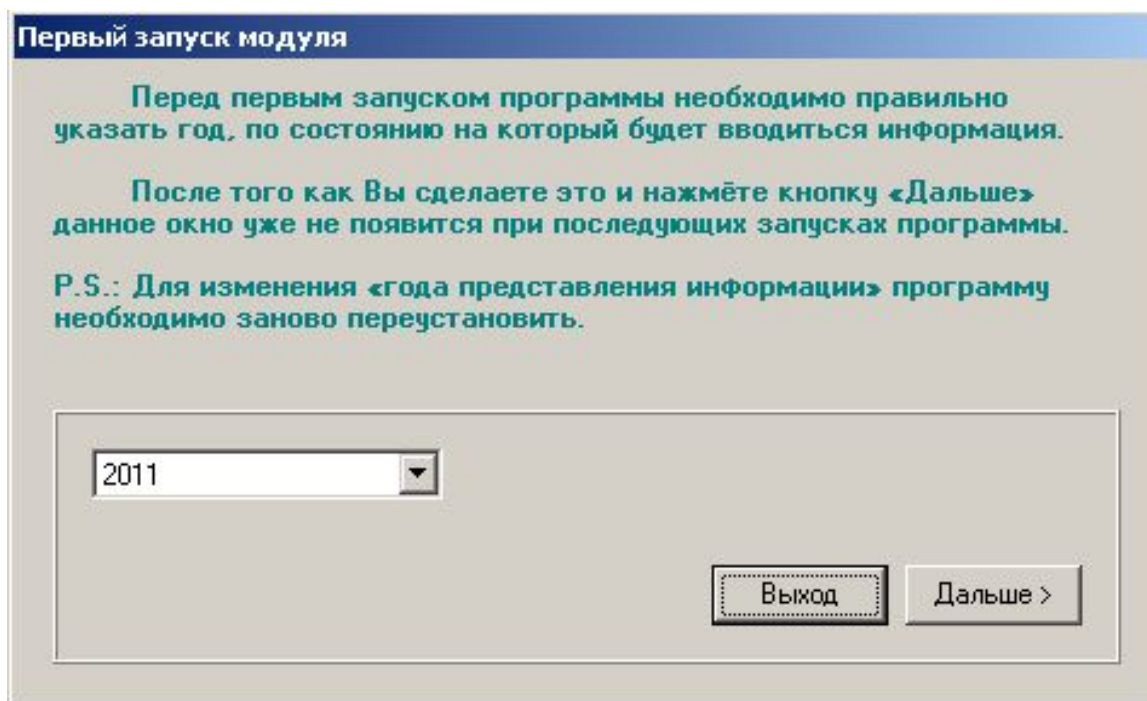 Первый запуск модуля
Перед первым запуском программы необходимо правильно
указать год, по состоянию на который будет вводиться информация.
После того как Вы сделаете это и нажмёте кнопку «Дальше»
данное окно уже не появится при последующих запусках программы.
P.S.: Для изменения «года представления информации» программу
необходимо заново переустановить.
2011
Выход
Дальше >